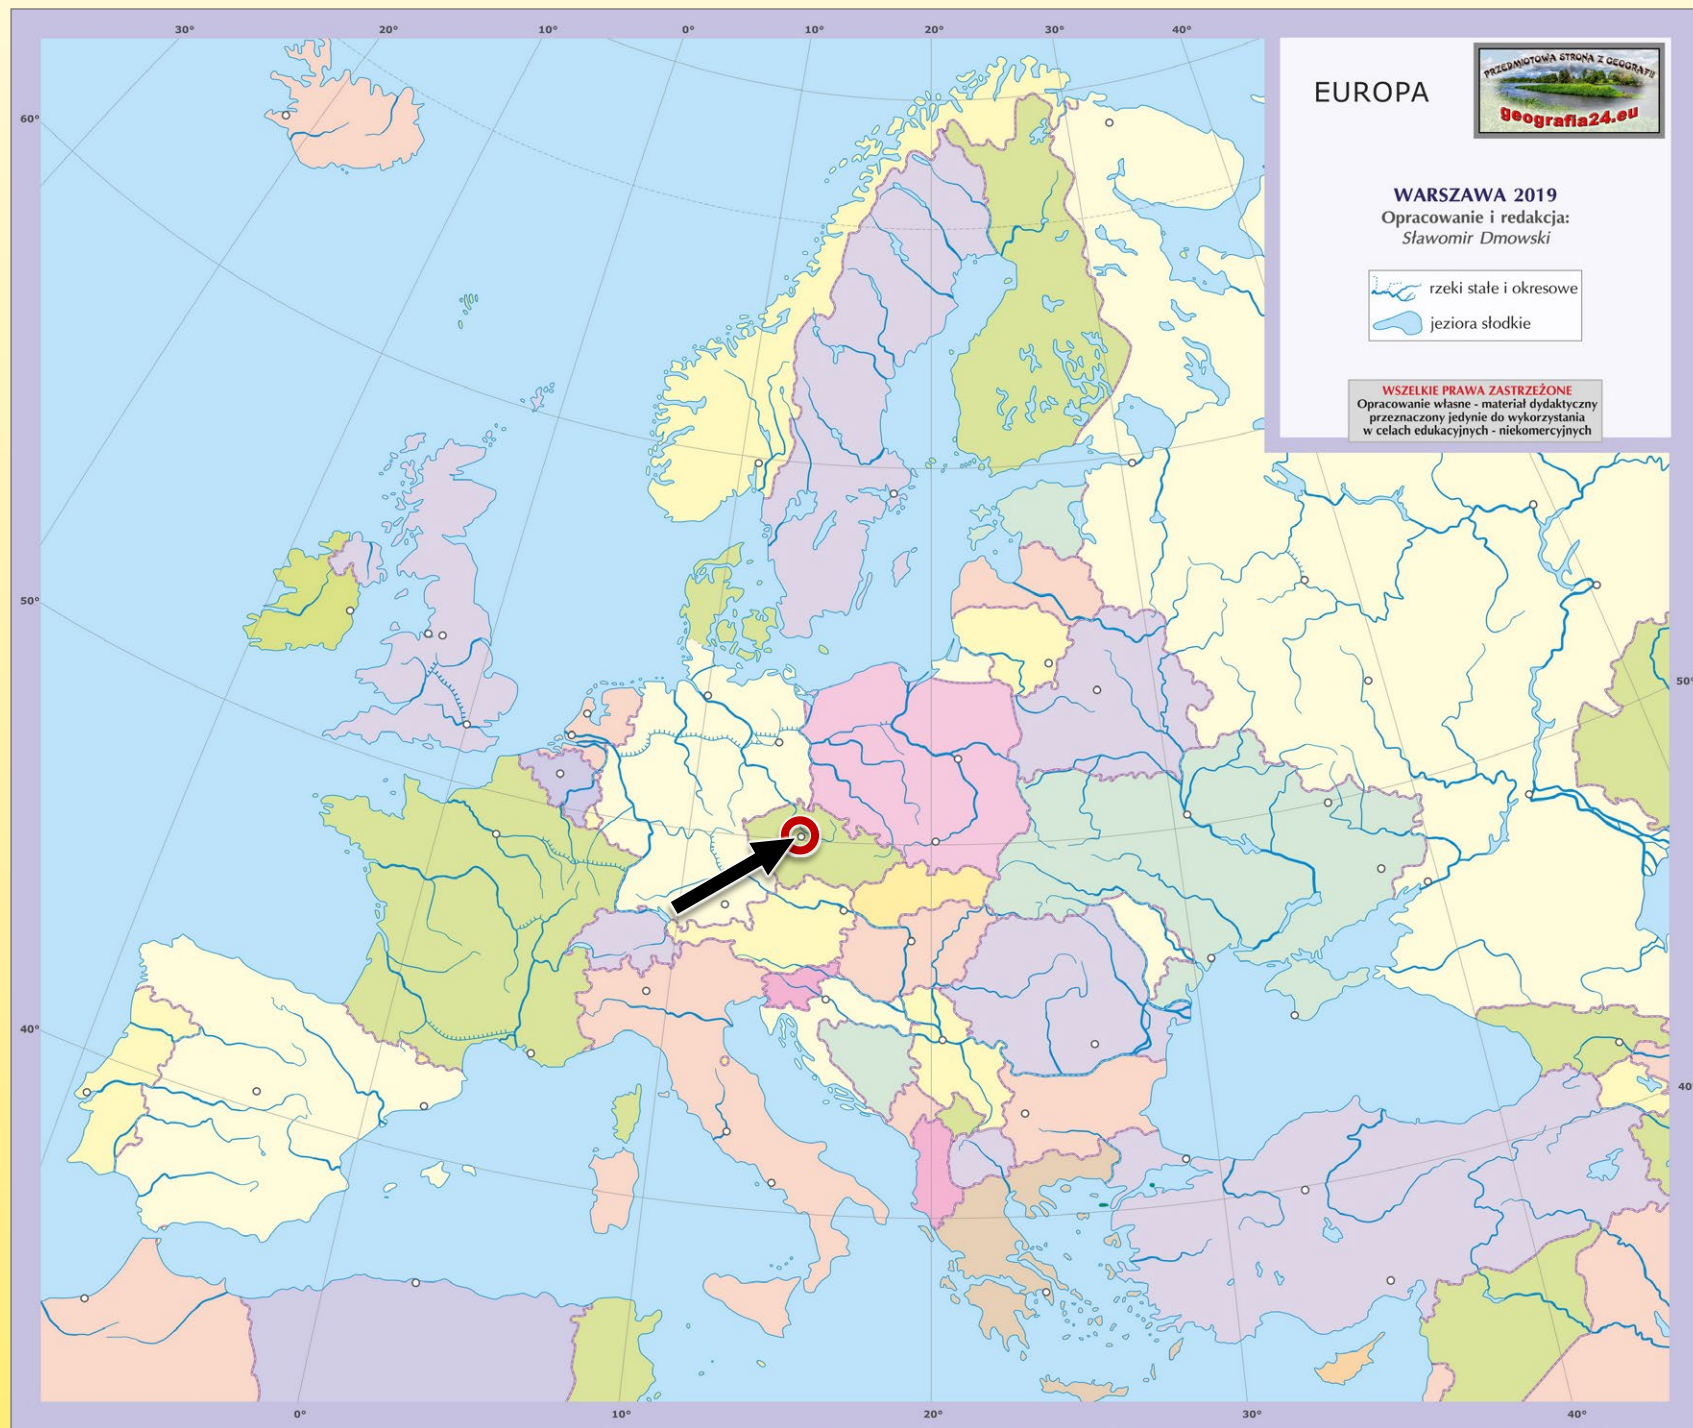 30°
20°
10°
0°
10°
20°
30°
40°
60°
50°
40°
50°
40°
EUROPA
PRZEDMIOTOWA STRONA Z GEOGRAFII
geografia24.eu
WARSZAWA 2019
Opracowanie i redakcja:
Sławomir Dmowski
rzeki stałe i okresowe
jeziora słodkie
WSZELKIE PRAWA ZASTRZEŻONE
Opracowanie własne - materiał dydaktyczny
przeznaczony jedynie do wykorzystania
w celach edukacyjnych - niekomercyjnych
0°
10°
20°
30°
40°